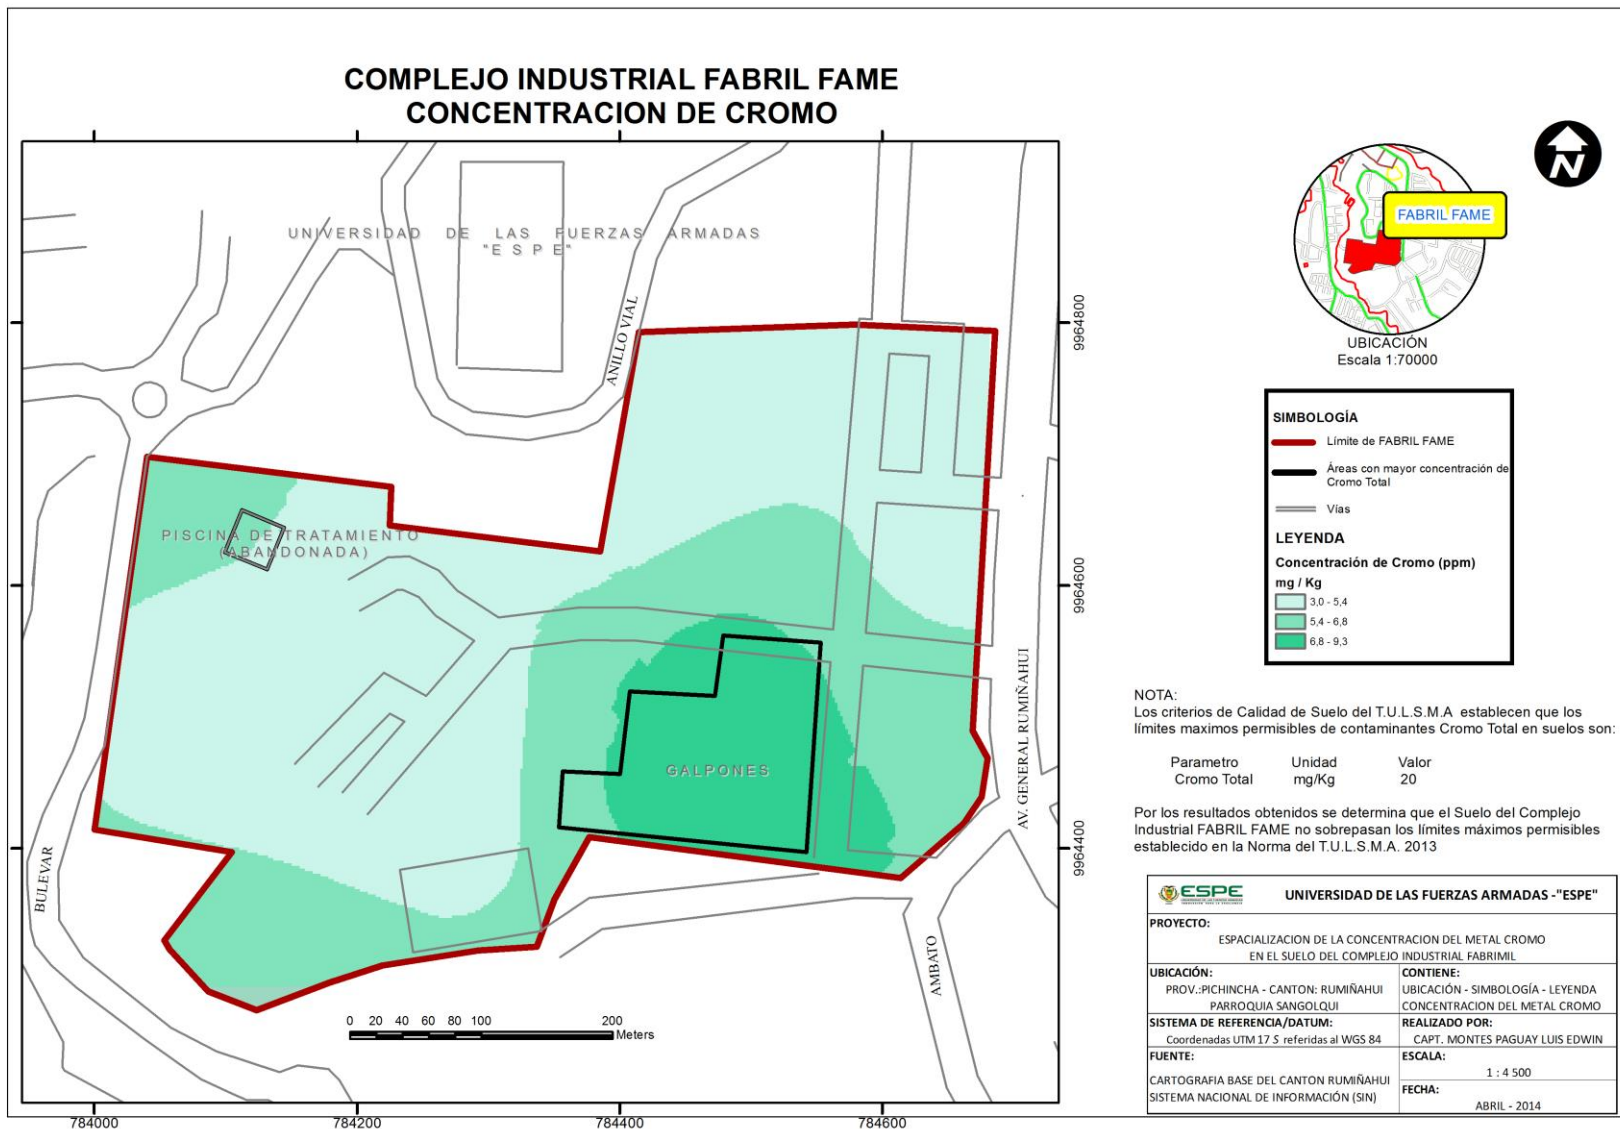 COMPLEJO INDUSTRIAL FABRIL FAME
CONCENTRACION DE CROMO
UNIVERSIDAD DE LAS FUERZAS ARMADAS
"E S P E"
ANILLO VIAL
PISCINA DE TRATAMIENTO
(ABANDONADA)
GALPONES
BULEVAR
AMBATO
AV. GENERAL RUMIÑAHUI
9964800
9964600
9964400
0 20 40 60 80 100 200
Meters
784000 784200 784400 784600
N
FABRIL FAME
UBICACIÓN
Escala 1:70000
SIMBOLOGÍA
Límite de FABRIL FAME
Áreas con mayor concentración de
Cromo Total
Vías
LEYENDA
Concentración de Cromo (ppm)
mg / Kg
3,0 - 5,4
5,4 - 6,8
6,8 - 9,3
NOTA:
Los criterios de Calidad de Suelo del T.U.L.S.M.A establecen que los
límites maximos permisibles de contaminantes Cromo Total en suelos son:
Parametro Unidad Valor
Cromo Total mg/Kg 20
Por los resultados obtenidos se determina que el Suelo del Complejo
Industrial FABRIL FAME no sobrepasan los límites máximos permisibles
establecido en la Norma del T.U.L.S.M.A. 2013
ESPE
UNIVERSIDAD DE LAS FUERZAS ARMADAS -"ESPE"
PROYECTO:
ESPACIALIZACION DE LA CONCENTRACION DEL METAL CROMO
EN EL SUELO DEL COMPLEJO INDUSTRIAL FABRIMIL
UBICACIÓN:
PROV.:PICHINCHA - CANTON: RUMIÑAHUI
PARROQUIA SANGOLQUI
CONTIENE:
UBICACIÓN - SIMBOLOGÍA - LEYENDA
CONCENTRACION DEL METAL CROMO
SISTEMA DE REFERENCIA/DATUM:
Coordenadas UTM 17 S referidas al WGS 84
REALIZADO POR:
CAPT. MONTES PAGUAY LUIS EDWIN
FUENTE:
CARTOGRAFIA BASE DEL CANTON RUMIÑAHUI
SISTEMA NACIONAL DE INFORMACIÓN (SIN)
ESCALA:
1 : 4 500
FECHA:
ABRIL - 2014